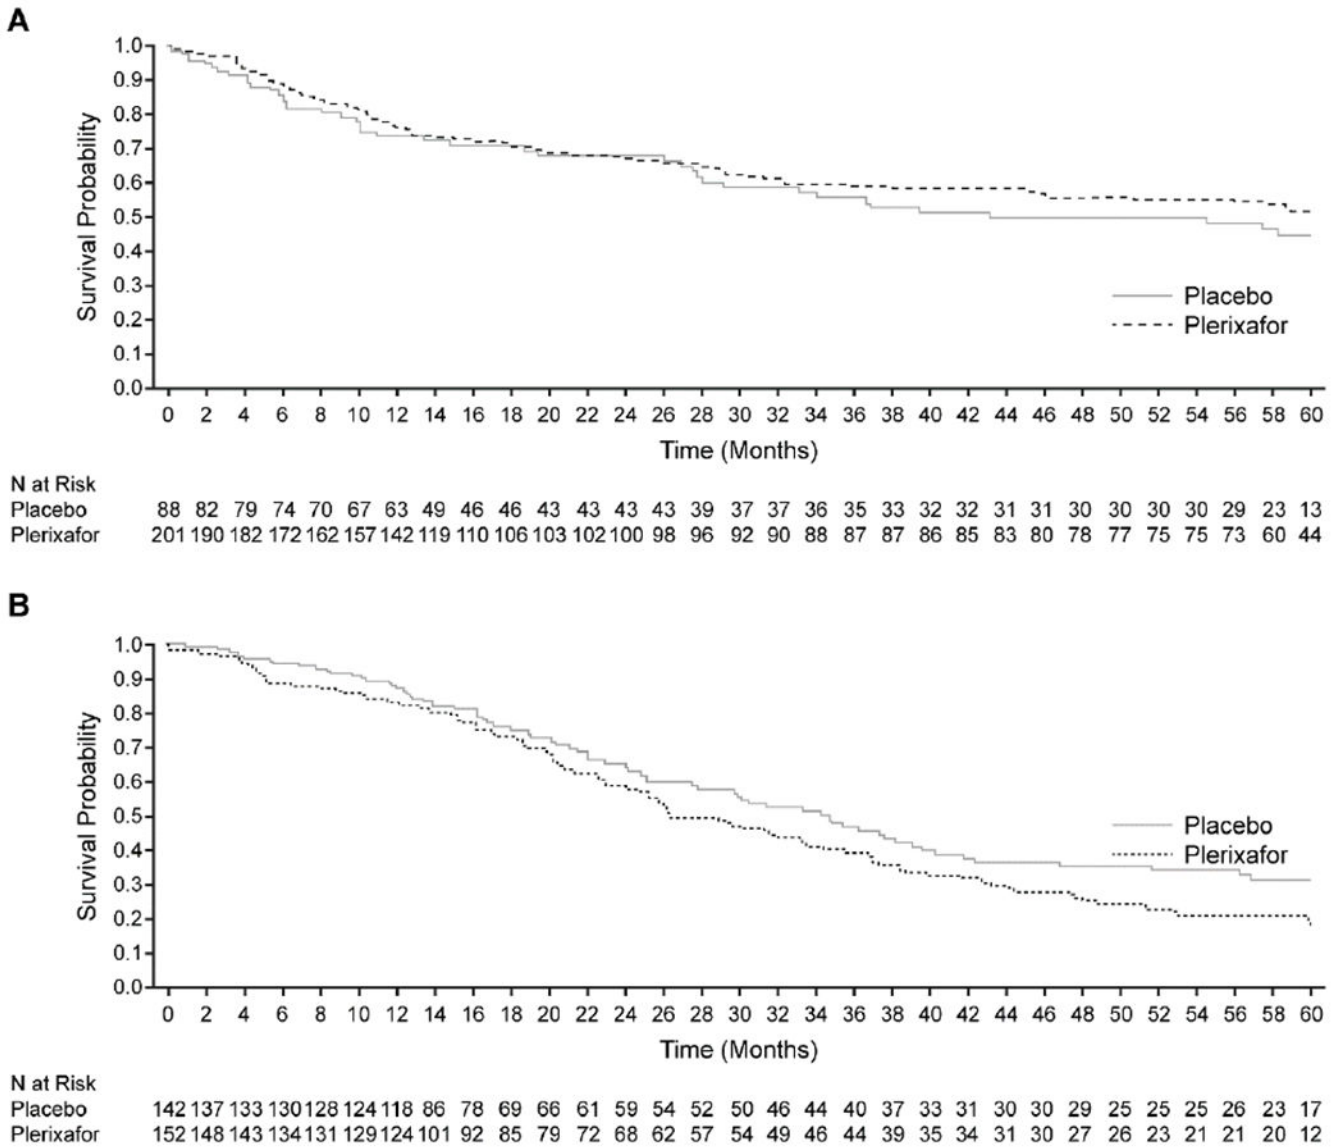 A
1.0
0.9
0.8
0.7
0.6
0.5
0.4
0.3
0.2
0.1
0.0
Survival Probability
Placebo
Plerixafor
0 2 4 6 8 10 12 14 16 18 20 22 24 26 28 30 32 34 36 38 40 42 44 46 48 50 52 54 56 58 60
Time (Months)
N at Risk
Placebo 88 82 79 74 70 67 63 49 46 46 43 43 43 43 39 37 37 36 35 33 32 32 31 31 30 30 30 30 29 23 13
Plerixafor 201 190 182 172 162 157 142 119 110 106 103 102 100 98 96 92 90 88 87 87 86 85 83 80 78 77 75 75 73 60 44
B
1.0
0.9
0.8
0.7
0.6
0.5
0.4
0.3
0.2
0.1
0.0
Survival Probability
Placebo
Plerixafor
0 2 4 6 8 10 12 14 16 18 20 22 24 26 28 30 32 34 36 38 40 42 44 46 48 50 52 54 56 58 60
Time (Months)
N at Risk
Placebo 142 137 133 130 128 124 118 86 78 69 66 61 59 54 52 50 46 44 40 37 33 31 30 30 29 25 25 25 26 23 17
Plerixafor 152 148 143 134 131 129 124 101 92 85 79 72 68 62 57 54 49 46 44 39 35 34 31 30 27 26 23 21 21 20 12